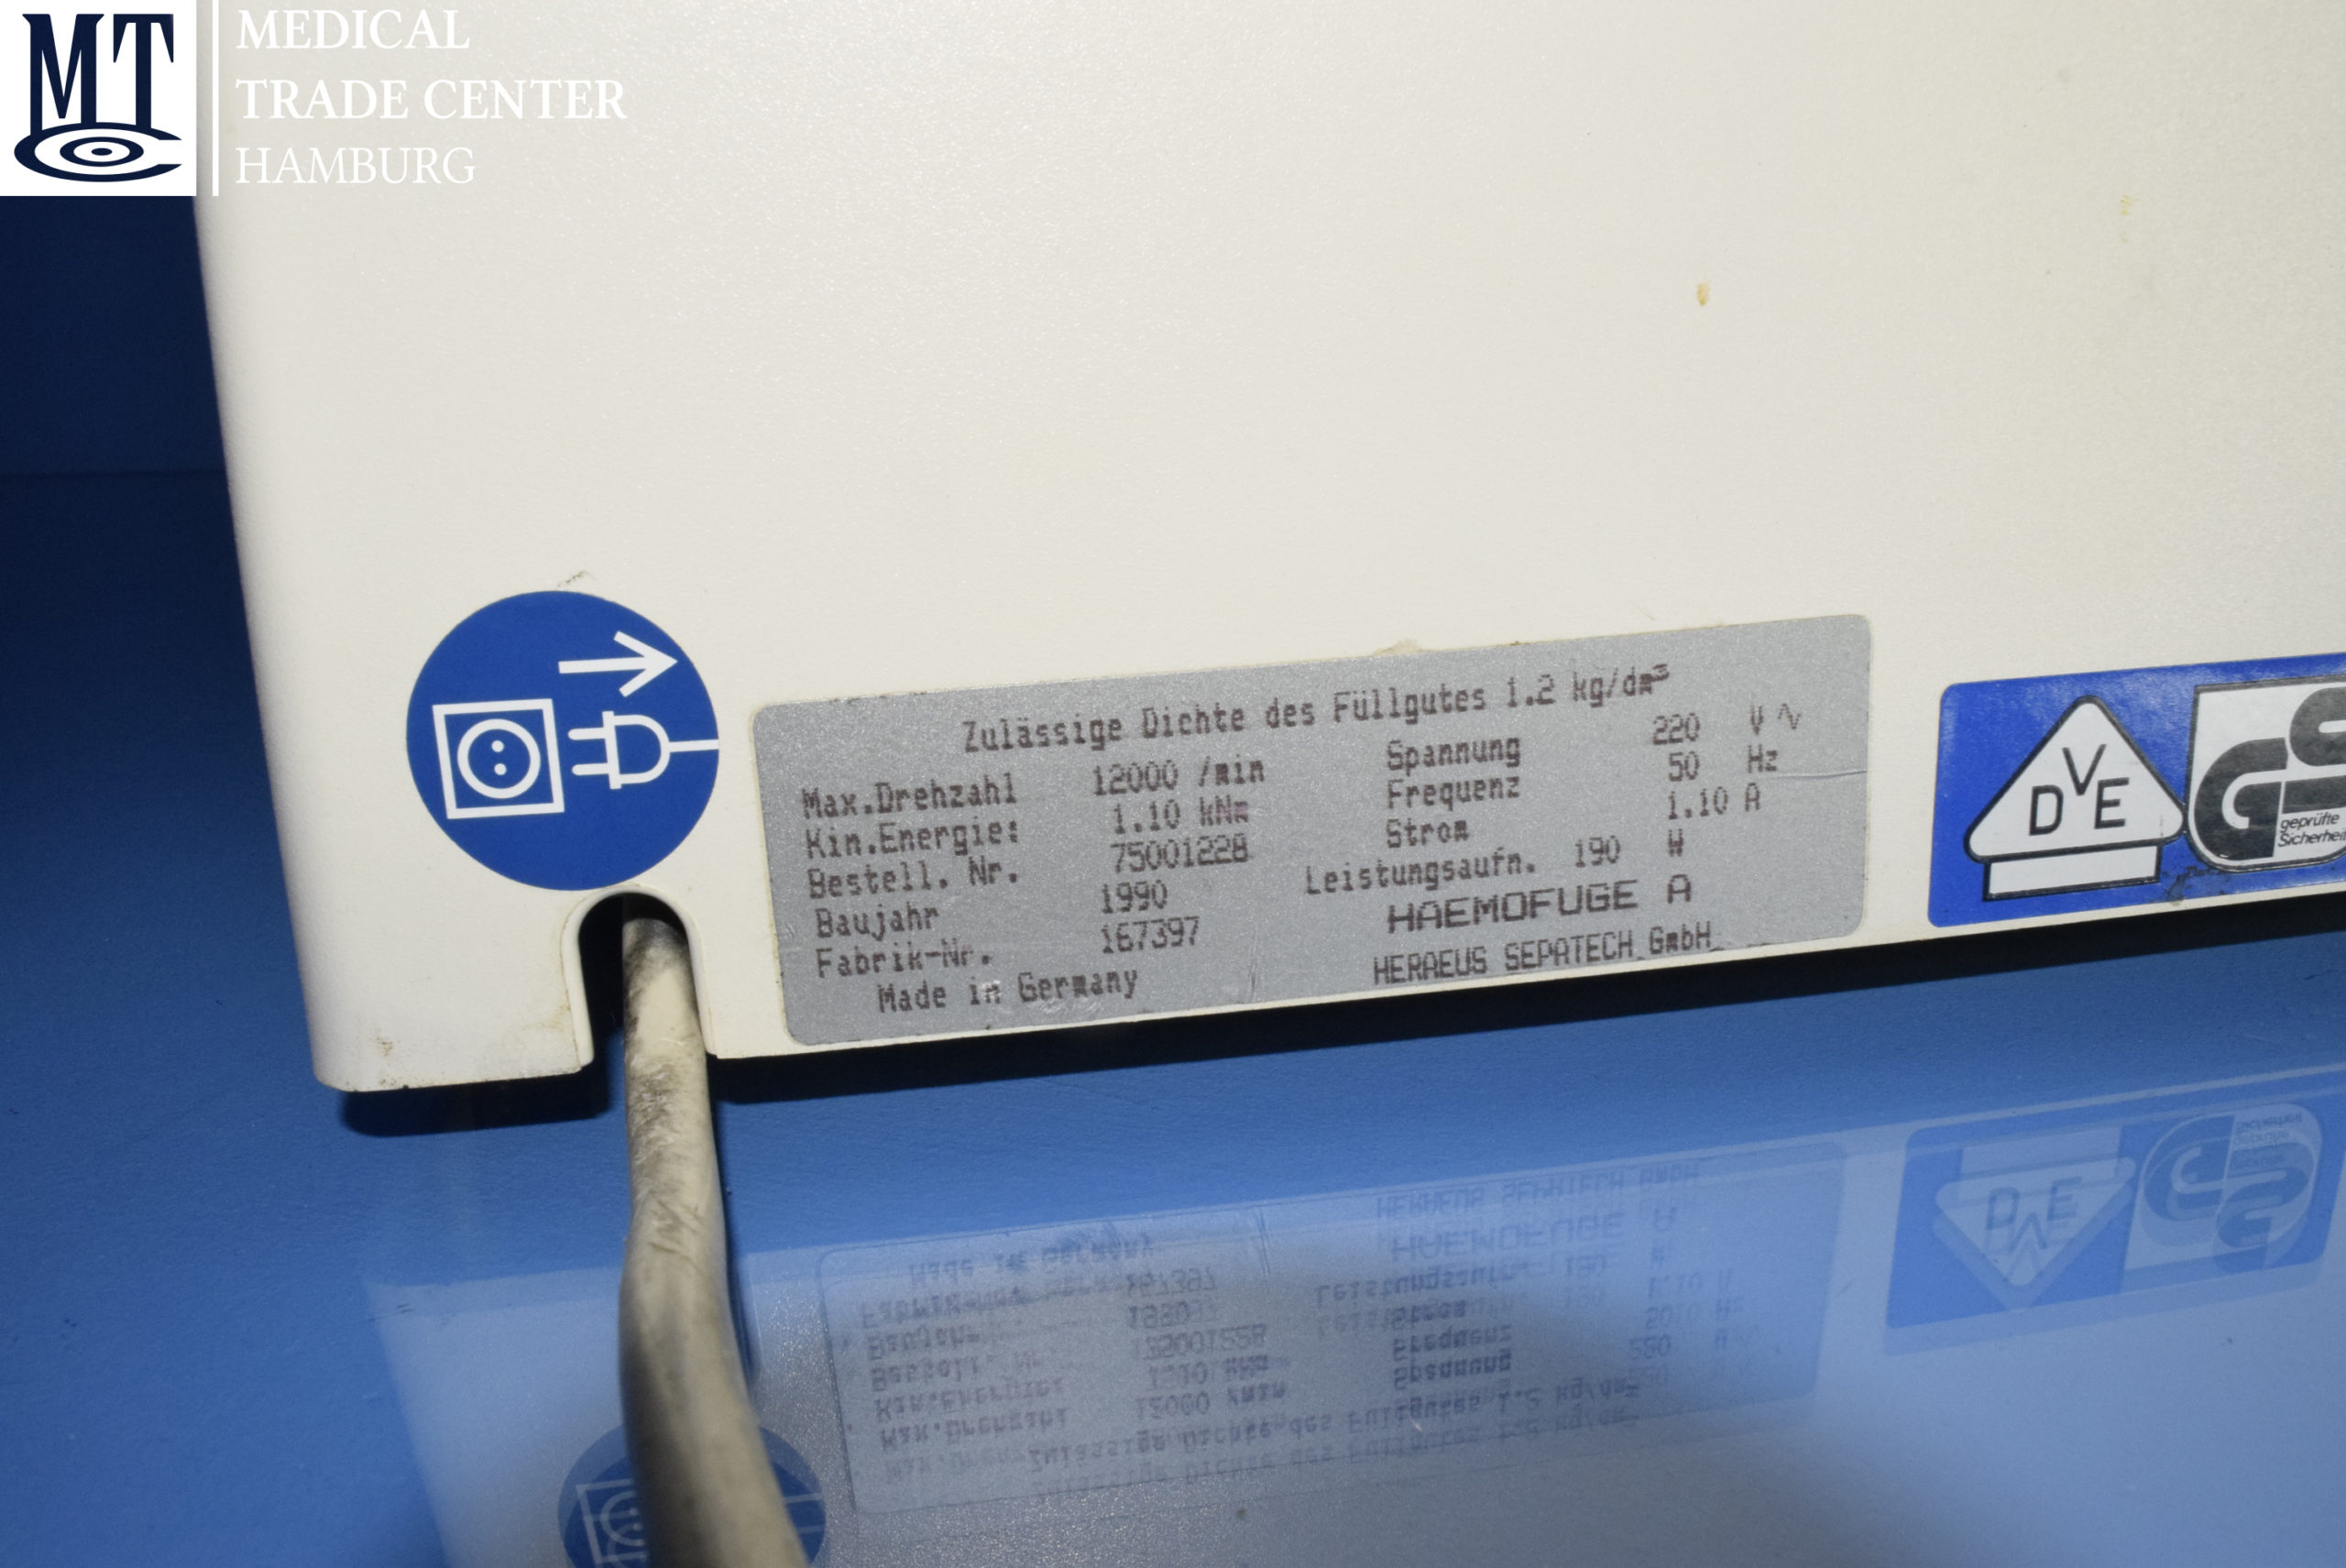 MTC
MEDICAL
TRADE CENTER
HAMBURG
Zulässige Dichte des Füllgutes 1.2 kg/dm³
Max.Drehzahl 12000 /min Spannung 220 V ∿
Kin.Energie: 1.10 kNm Frequenz 50 Hz
Bestell. Nr. 75001228 Strom 1.10 A
Baujahr 1990 Leistungsaufn. 190 W
Fabrik-Nr. 167397 HAEMOFUGE A
Made in Germany HERAEUS SEPATECH GmbH
DVE
GS
geprüfte
Sicherheit